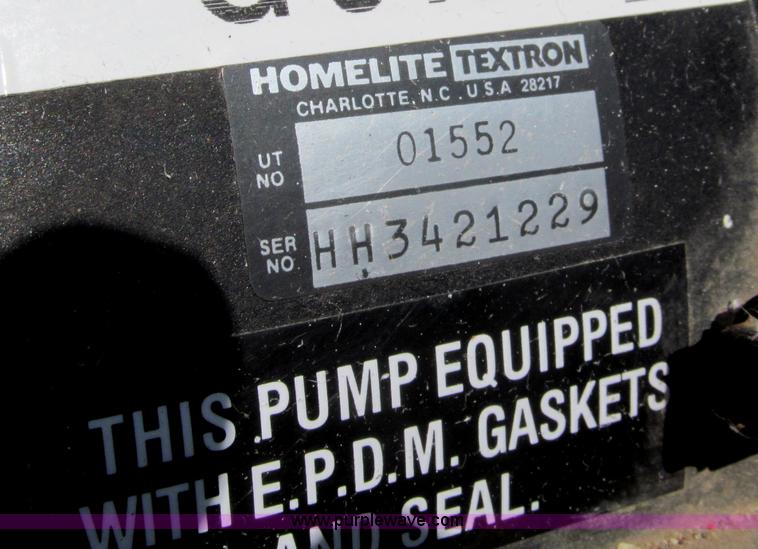 HOMELITE TEXTRON
CHARLOTTE, N.C. U.S.A 28217
UT NO 01552
SER NO. HH3421229
THIS PUMP EQUIPPED
WITH E.P.D.M. GASKETS
AND SEAL.
www.purplewave.com